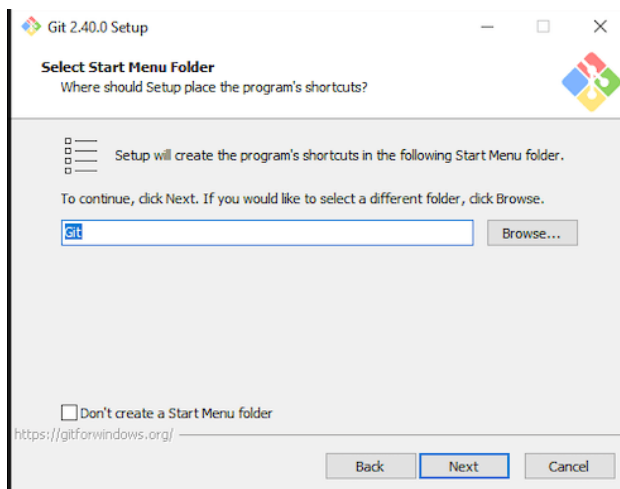 Git 2.40.0 Setup
Select Start Menu Folder
Where should Setup place the program's shortcuts?
Setup will create the program's shortcuts in the following Start Menu folder.
To continue, click Next. If you would like to select a different folder, click Browse.
Git
Browse...
Don't create a Start Menu folder
https://gitforwindows.org/
Back
Next
Cancel